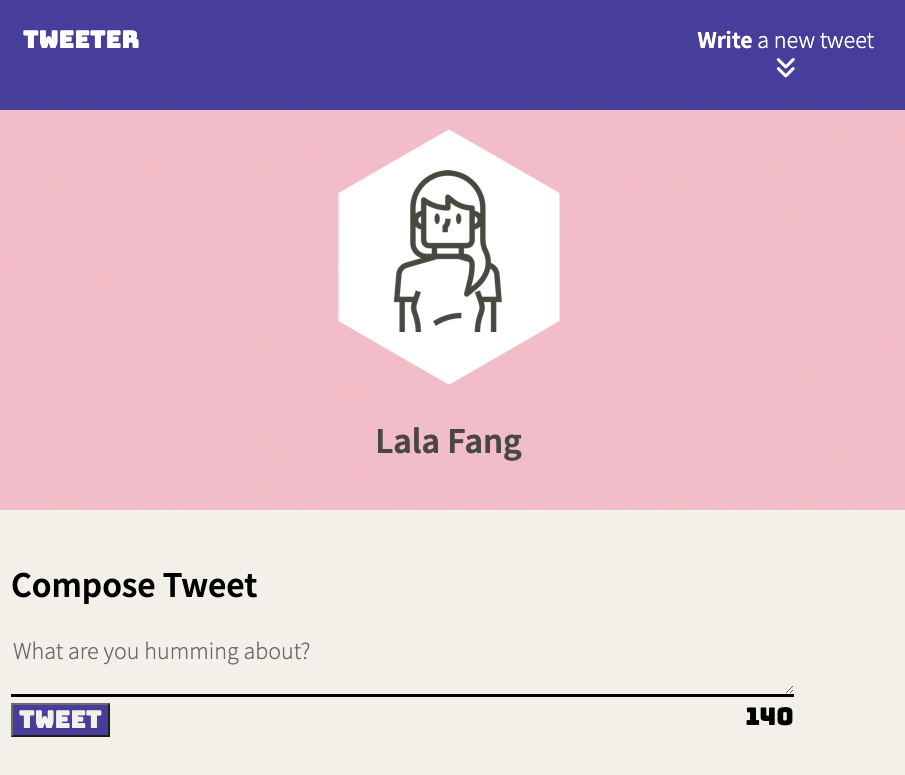 TWEETER
Write a new tweet
Lala Fang
Compose Tweet
What are you humming about?
TWEET
140